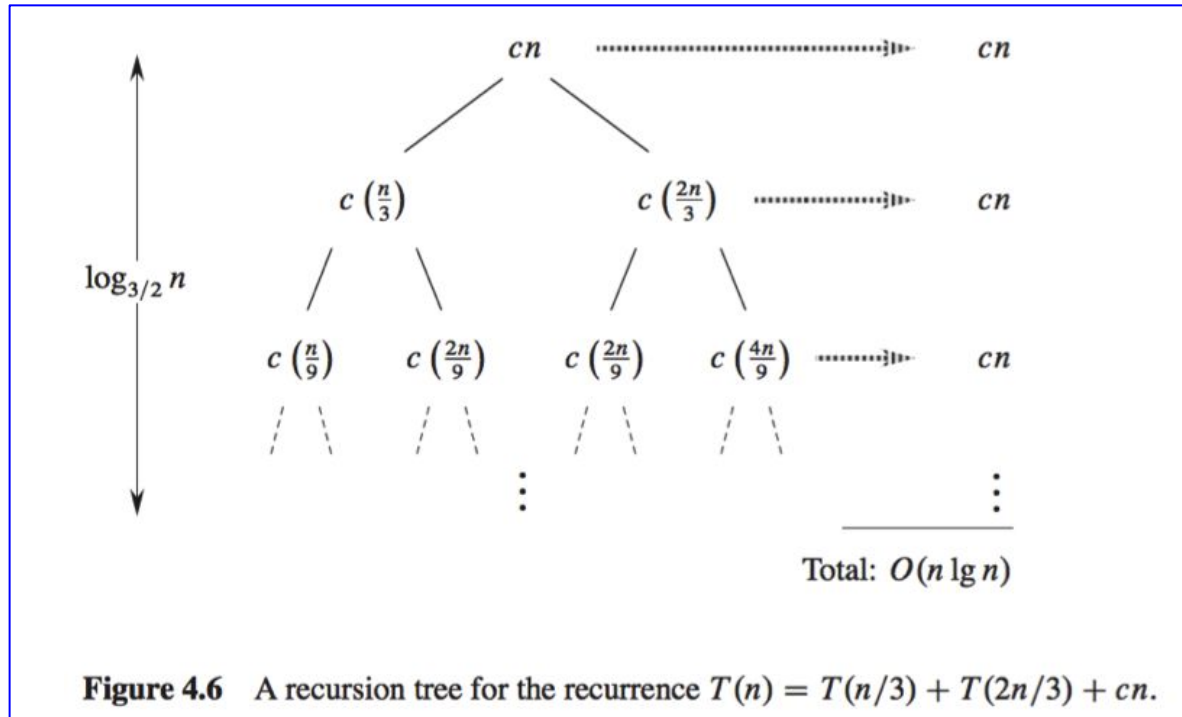 cn cn
c(n/3) c(2n/3) cn
log_{3/2} n
c(n/9) c(2n/9) c(2n/9) c(4n/9) cn
⋮ ⋮
Total: O(n lg n)
Figure 4.6 A recursion tree for the recurrence T(n) = T(n/3) + T(2n/3) + cn.